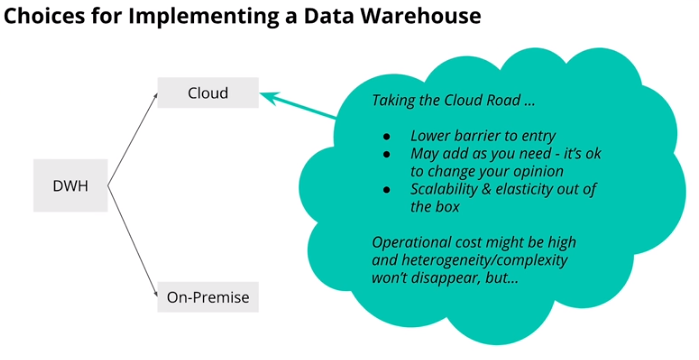 Choices for Implementing a Data Warehouse
Cloud
DWH
On-Premise
Taking the Cloud Road ...
● Lower barrier to entry
● May add as you need - it's ok
to change your opinion
● Scalability & elasticity out of
the box
Operational cost might be high
and heterogeneity/complexity
won't disappear, but...